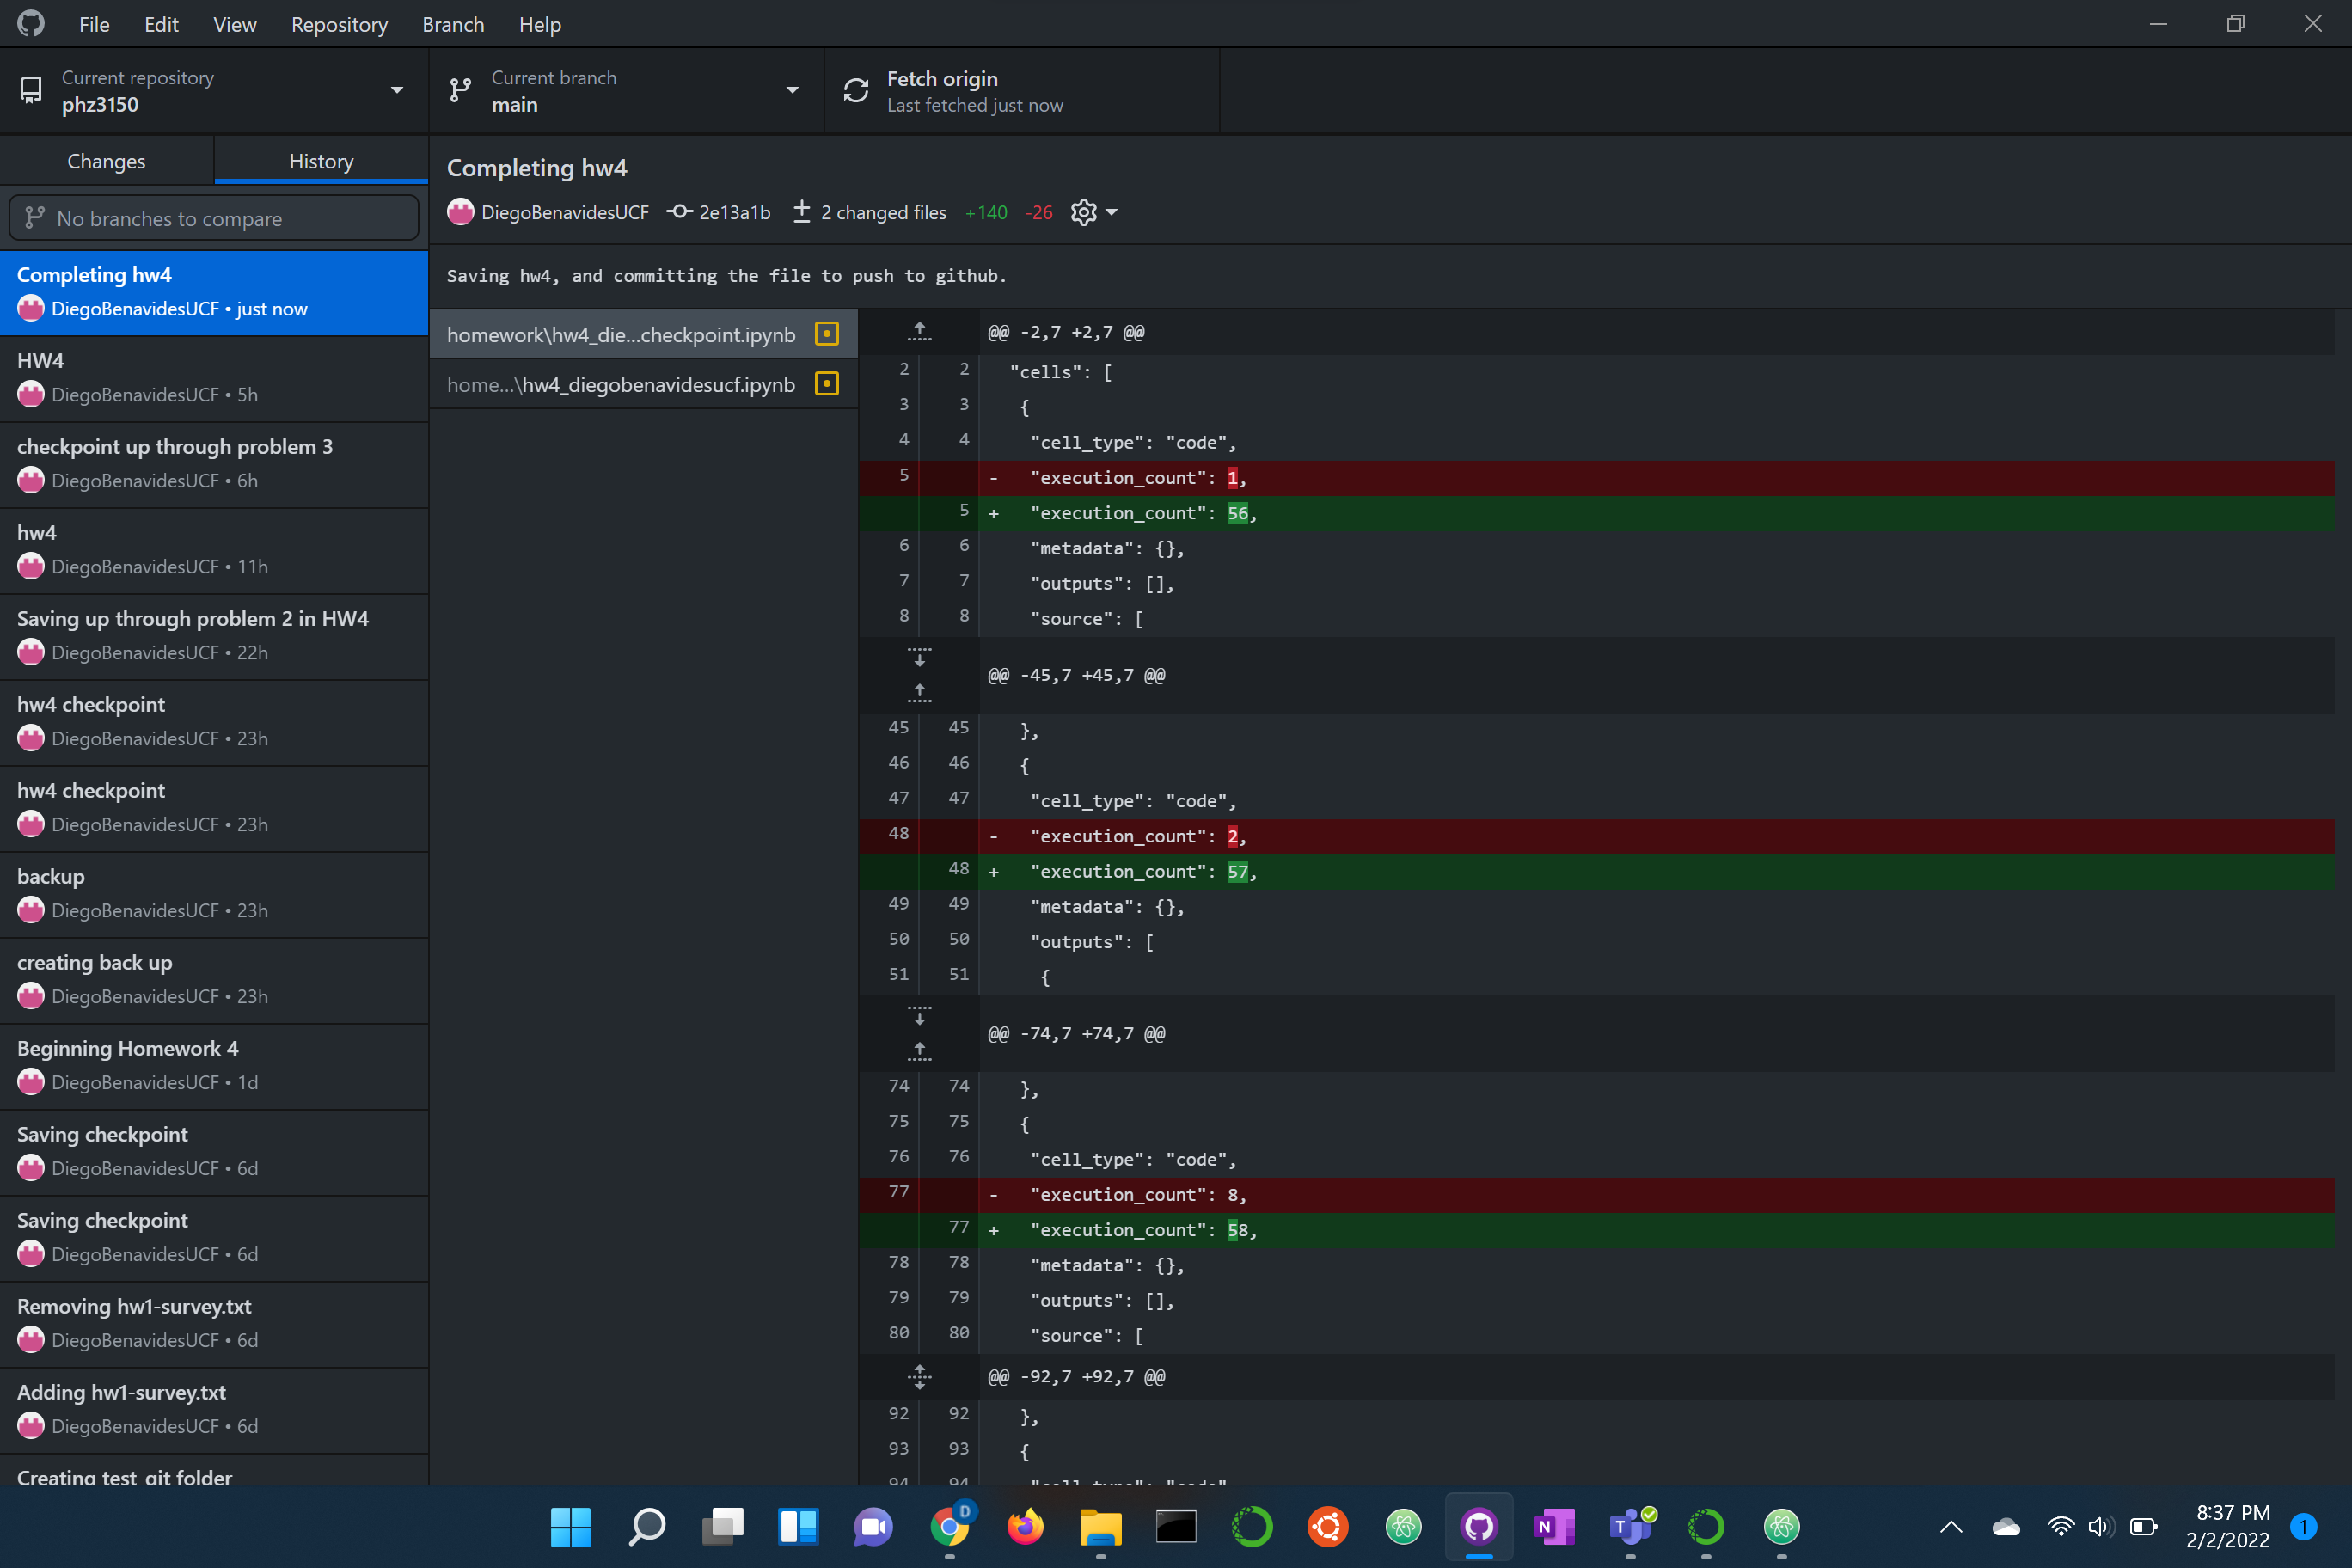 File Edit View Repository Branch Help
Current repository
phz3150
Current branch
main
Fetch origin
Last fetched just now
Changes
History
No branches to compare
Completing hw4
DiegoBenavidesUCF • just now
HW4
DiegoBenavidesUCF • 5h
checkpoint up through problem 3
DiegoBenavidesUCF • 6h
hw4
DiegoBenavidesUCF • 11h
Saving up through problem 2 in HW4
DiegoBenavidesUCF • 22h
hw4 checkpoint
DiegoBenavidesUCF • 23h
hw4 checkpoint
DiegoBenavidesUCF • 23h
backup
DiegoBenavidesUCF • 23h
creating back up
DiegoBenavidesUCF • 23h
Beginning Homework 4
DiegoBenavidesUCF • 1d
Saving checkpoint
DiegoBenavidesUCF • 6d
Saving checkpoint
DiegoBenavidesUCF • 6d
Removing hw1-survey.txt
DiegoBenavidesUCF • 6d
Adding hw1-survey.txt
DiegoBenavidesUCF • 6d
Creating test_git folder
Completing hw4
DiegoBenavidesUCF 2e13a1b 2 changed files +140 -26
Saving hw4, and committing the file to push to github.
homework\hw4_die...checkpoint.ipynb
home...\hw4_diegobenavidesucf.ipynb
@@ -2,7 +2,7 @@
2 2 "cells": [
3 3 {
4 4 "cell_type": "code",
5 - "execution_count": 1,
5 + "execution_count": 56,
6 6 "metadata": {},
7 7 "outputs": [],
8 8 "source": [
@@ -45,7 +45,7 @@
45 45 },
46 46 {
47 47 "cell_type": "code",
48 - "execution_count": 2,
48 + "execution_count": 57,
49 49 "metadata": {},
50 50 "outputs": [
51 51 {
@@ -74,7 +74,7 @@
74 74 },
75 75 {
76 76 "cell_type": "code",
77 - "execution_count": 8,
77 + "execution_count": 58,
78 78 "metadata": {},
79 79 "outputs": [],
80 80 "source": [
@@ -92,7 +92,7 @@
92 92 },
93 93 {
94 94 "cell_type": "code"
D
N
T
8:37 PM
2/2/2022
1